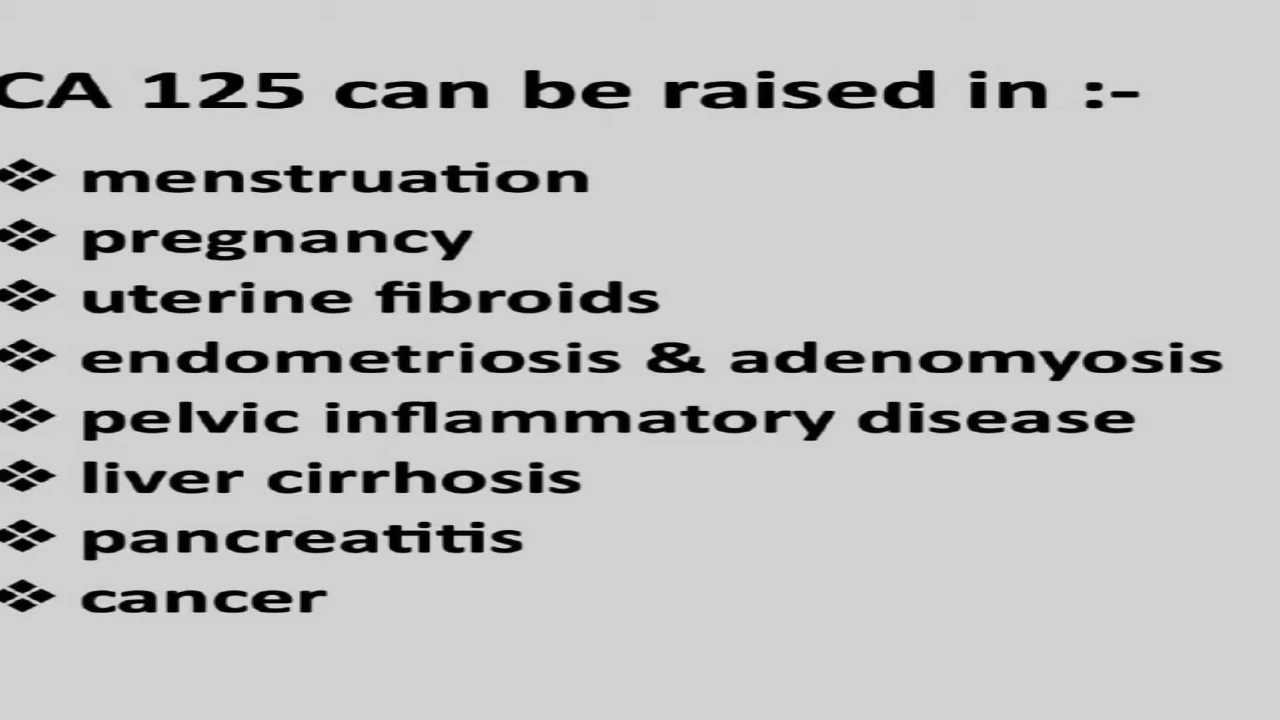 CA 125 can be raised in :-
❖ menstruation
❖ pregnancy
❖ uterine fibroids
❖ endometriosis & adenomyosis
❖ pelvic inflammatory disease
❖ liver cirrhosis
❖ pancreatitis
❖ cancer